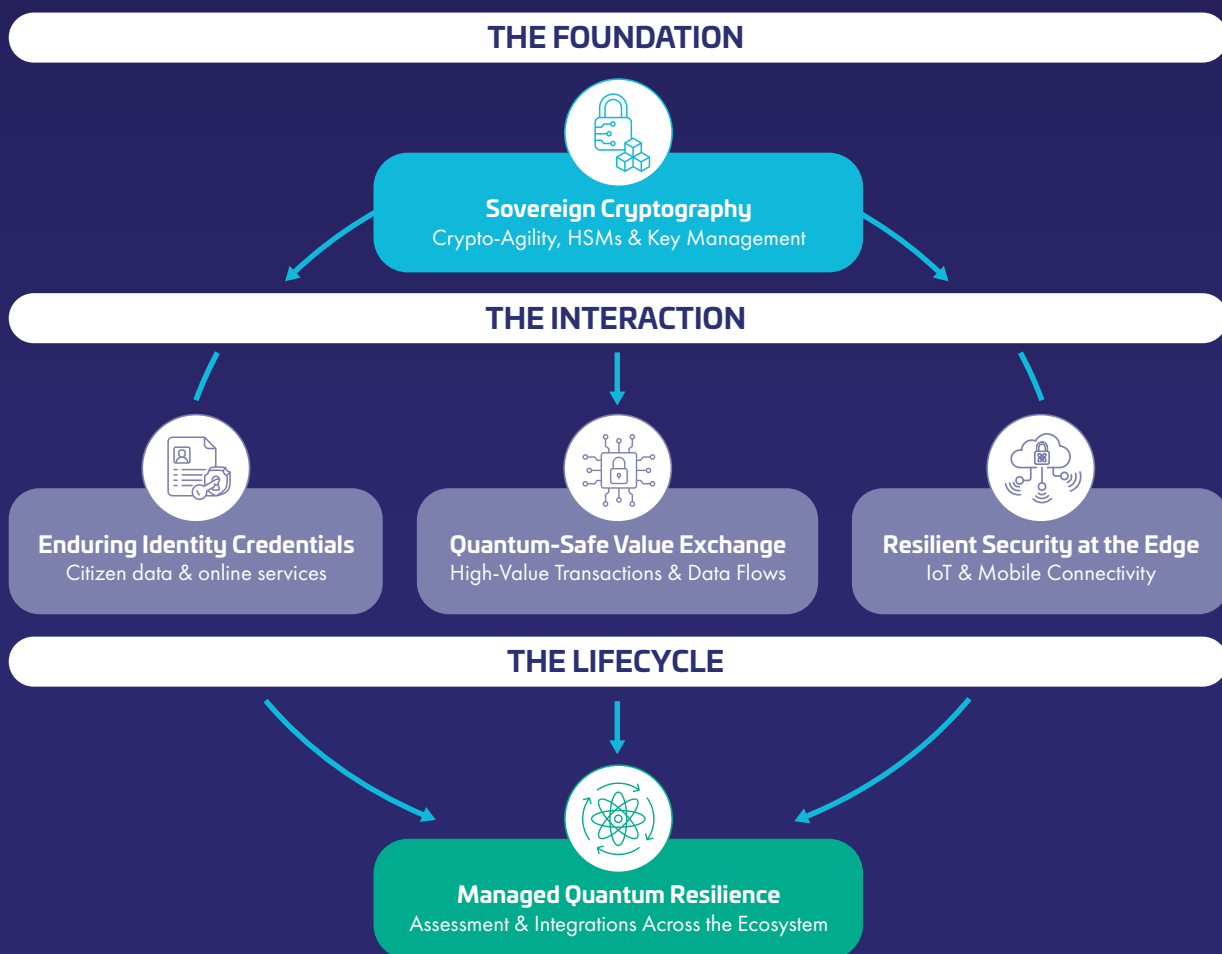 THE FOUNDATION
Sovereign Cryptography
Crypto-Agility, HSMs & Key Management
THE INTERACTION
Enduring Identity Credentials
Citizen data & online services
Quantum-Safe Value Exchange
High-Value Transactions & Data Flows
Resilient Security at the Edge
IoT & Mobile Connectivity
THE LIFECYCLE
Managed Quantum Resilience
Assessment & Integrations Across the Ecosystem